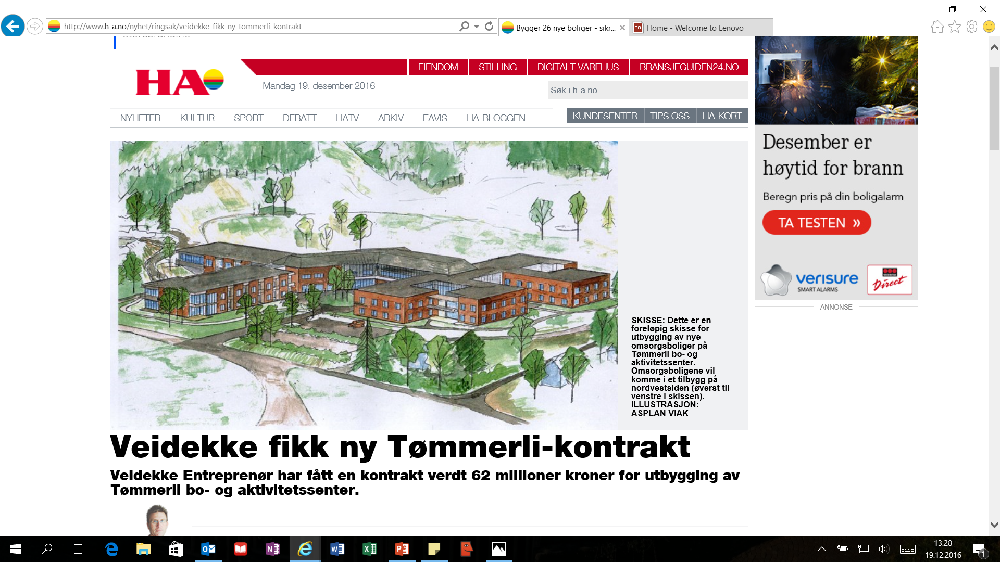 http://www.h-a.no/nyhet/ringsak/veidekke-fikk-ny-tommerli-kontrakt
Bygger 26 nye boliger - sikr...
Home - Welcome to Lenovo
HA
EIENDOM
STILLING
DIGITALT VAREHUS
BRANSJEGUIDEN24.NO
Mandag 19. desember 2016
Søk i h-a.no
NYHETER
KULTUR
SPORT
DEBATT
HATV
ARKIV
EAVIS
HA-BLOGGEN
KUNDESENTER
TIPS OSS
HA-KORT
SKISSE: Dette er en
foreløpig skisse for
utbygging av nye
omsorgsboliger på
Tømmerli bo- og
aktivitetssenter.
Omsorgsboligene vil
komme i et tilbygg på
nordvestsiden (øverst til
venstre i skissen).
ILLUSTRASJON:
ASPLAN VIAK
Veidekke fikk ny Tømmerli-kontrakt
Veidekke Entreprenør har fått en kontrakt verdt 62 millioner kroner for utbygging av
Tømmerli bo- og aktivitetssenter.
Desember er
høytid for brann
Beregn pris på din boligalarm
TA TESTEN »
verisure
SMART ALARMS
Direct
ANNONSE
13.28
19.12.2016
1